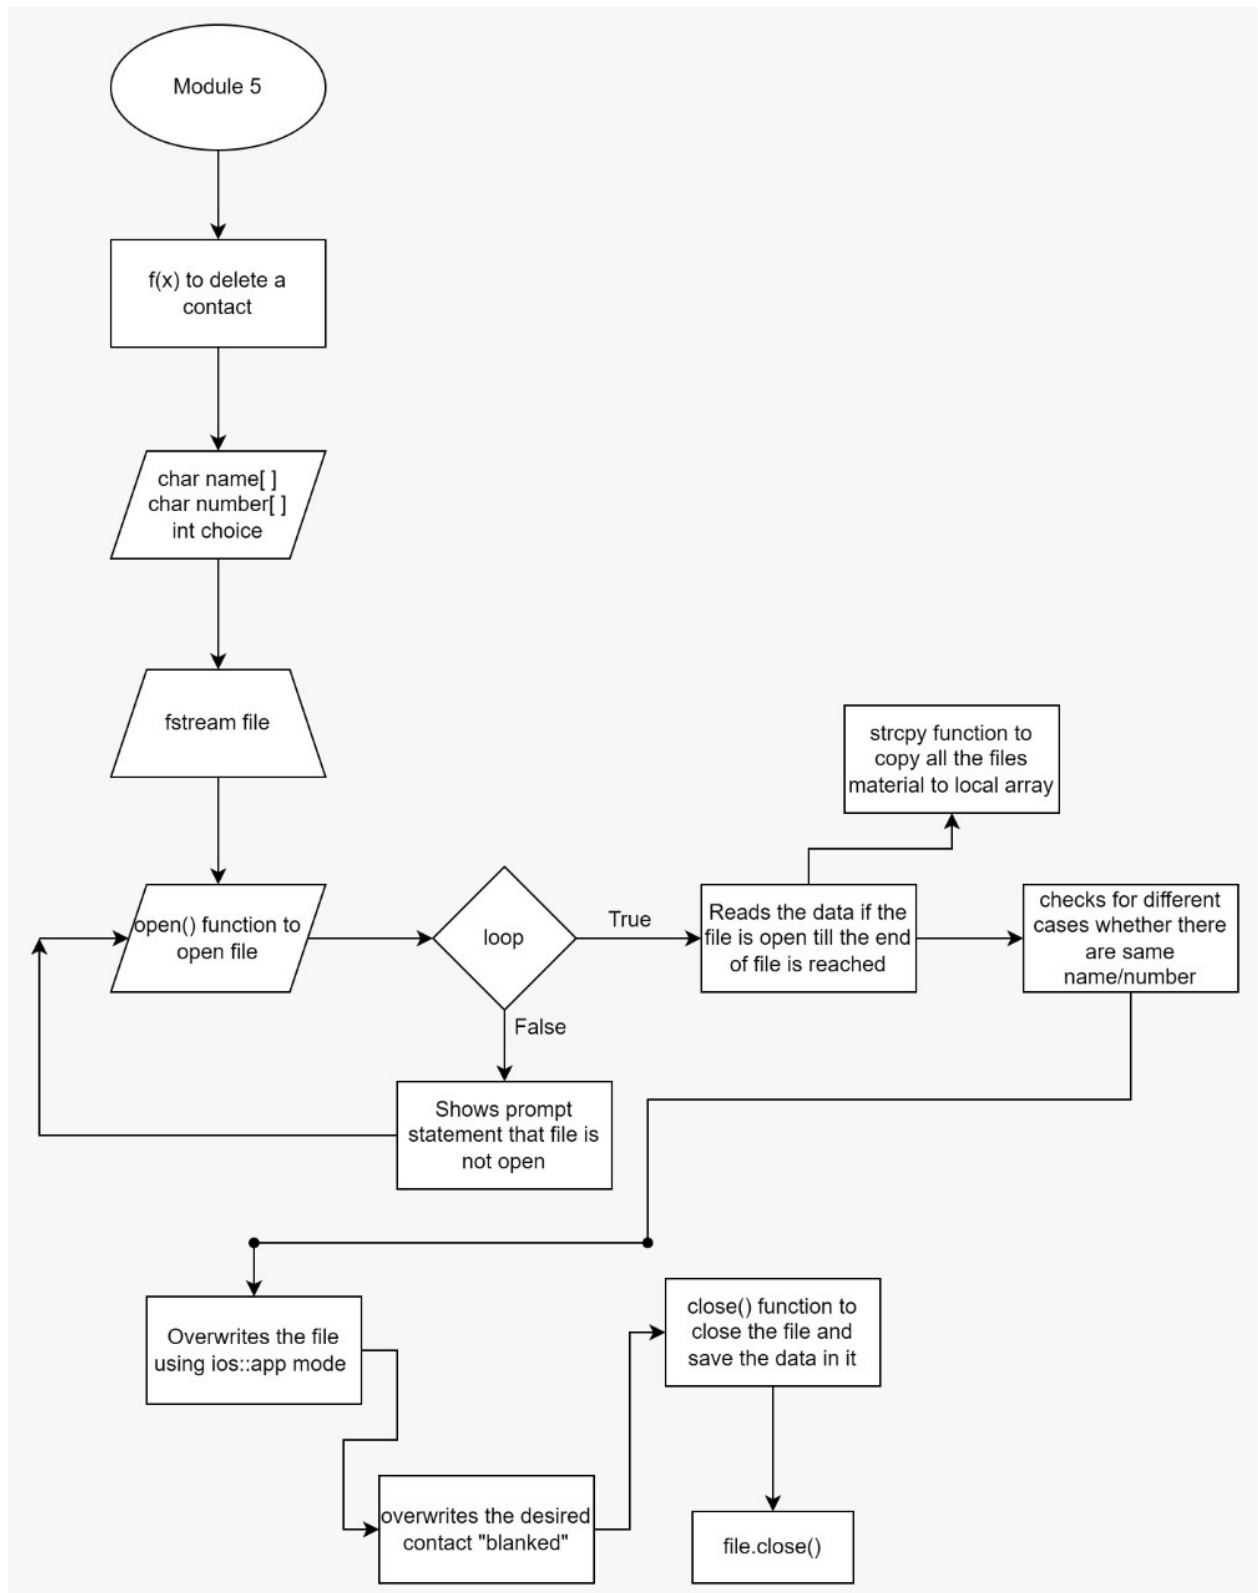 Module 5
f(x) to delete a
contact
char name[ ]
char number[ ]
int choice
fstream file
strcpy function to
copy all the files
material to local array
open() function to
open file
loop
True
Reads the data if the
file is open till the end
of file is reached
checks for different
cases whether there
are same
name/number
False
Shows prompt
statement that file is
not open
Overwrites the file
using ios::app mode
close() function to
close the file and
save the data in it
overwrites the desired
contact "blanked"
file.close()